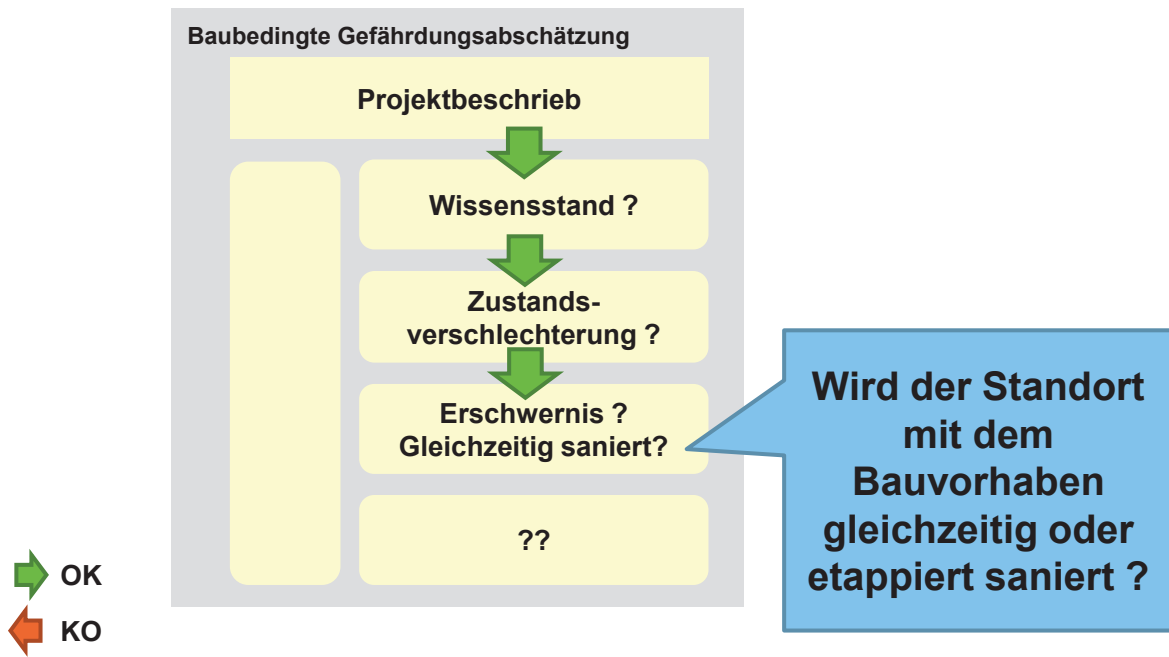 Baubedingte Gefährdungsabschätzung
Projektbeschrieb
Wissensstand ?
Zustands-
verschlechterung ?
Erschwernis ?
Gleichzeitig saniert?
??
Wird der Standort
mit dem
Bauvorhaben
gleichzeitig oder
etappiert saniert ?
OK
KO